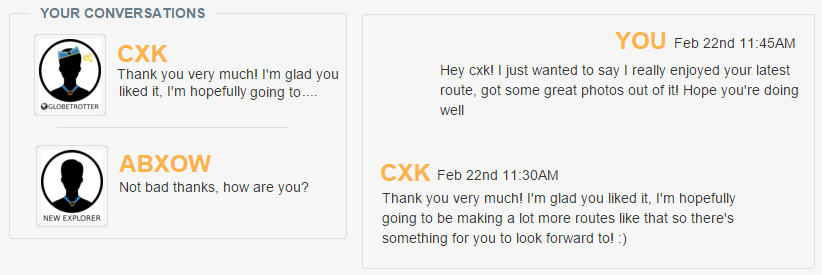 YOUR CONVERSATIONS
CXK
Thank you very much! I'm glad you
liked it, I'm hopefully going to....
GLOBETROTTER
ABXOW
Not bad thanks, how are you?
NEW EXPLORER
YOU Feb 22nd 11:45AM
Hey cxk! I just wanted to say I really enjoyed your latest
route, got some great photos out of it! Hope you're doing
well
CXK Feb 22nd 11:30AM
Thank you very much! I'm glad you liked it, I'm hopefully
going to be making a lot more routes like that so there's
something for you to look forward to! :)